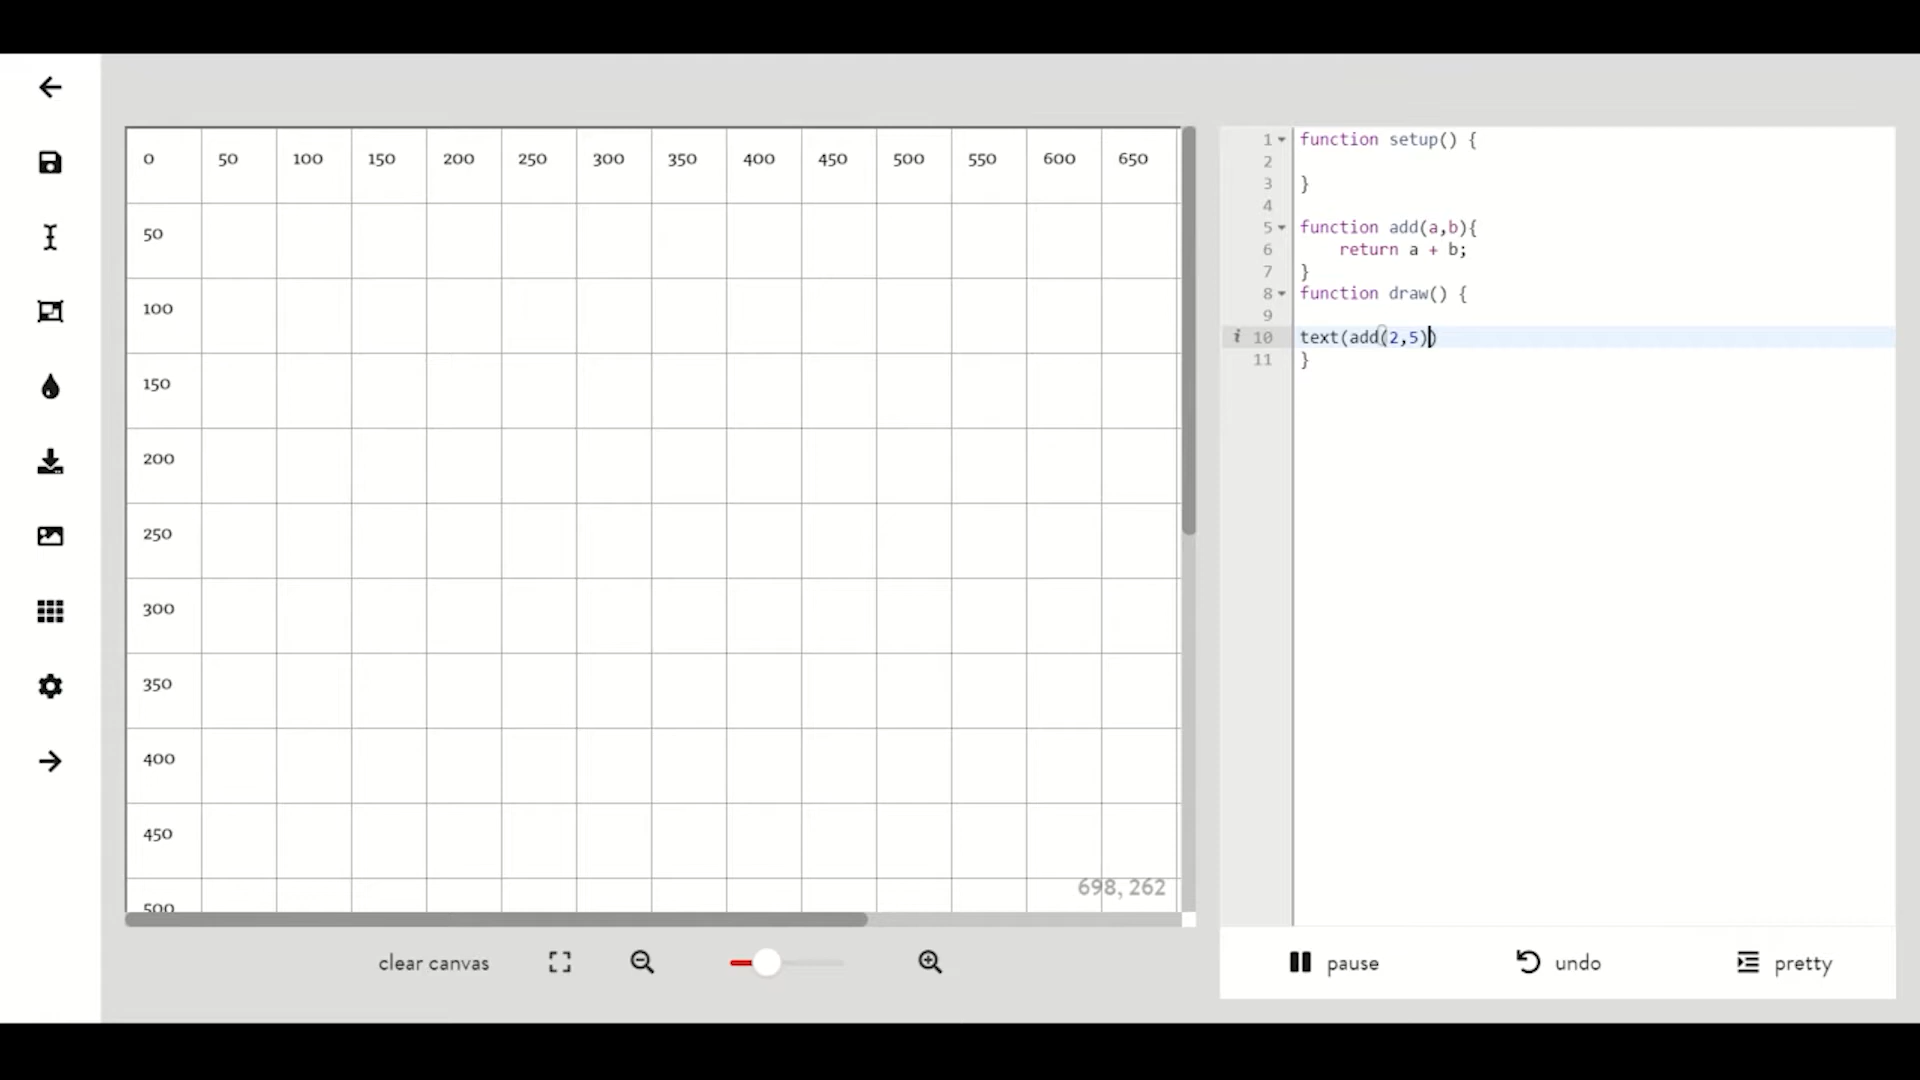 0 50 100 150 200 250 300 350 400 450 500 550 600 650
50
100
150
200
250
300
350
400
450
500
698, 262
clear canvas
1 function setup() {
2
3 }
4
5 function add(a,b){
6 return a + b;
7 }
8 function draw() {
9
i 10 text(add(2,5))
11 }
pause undo pretty